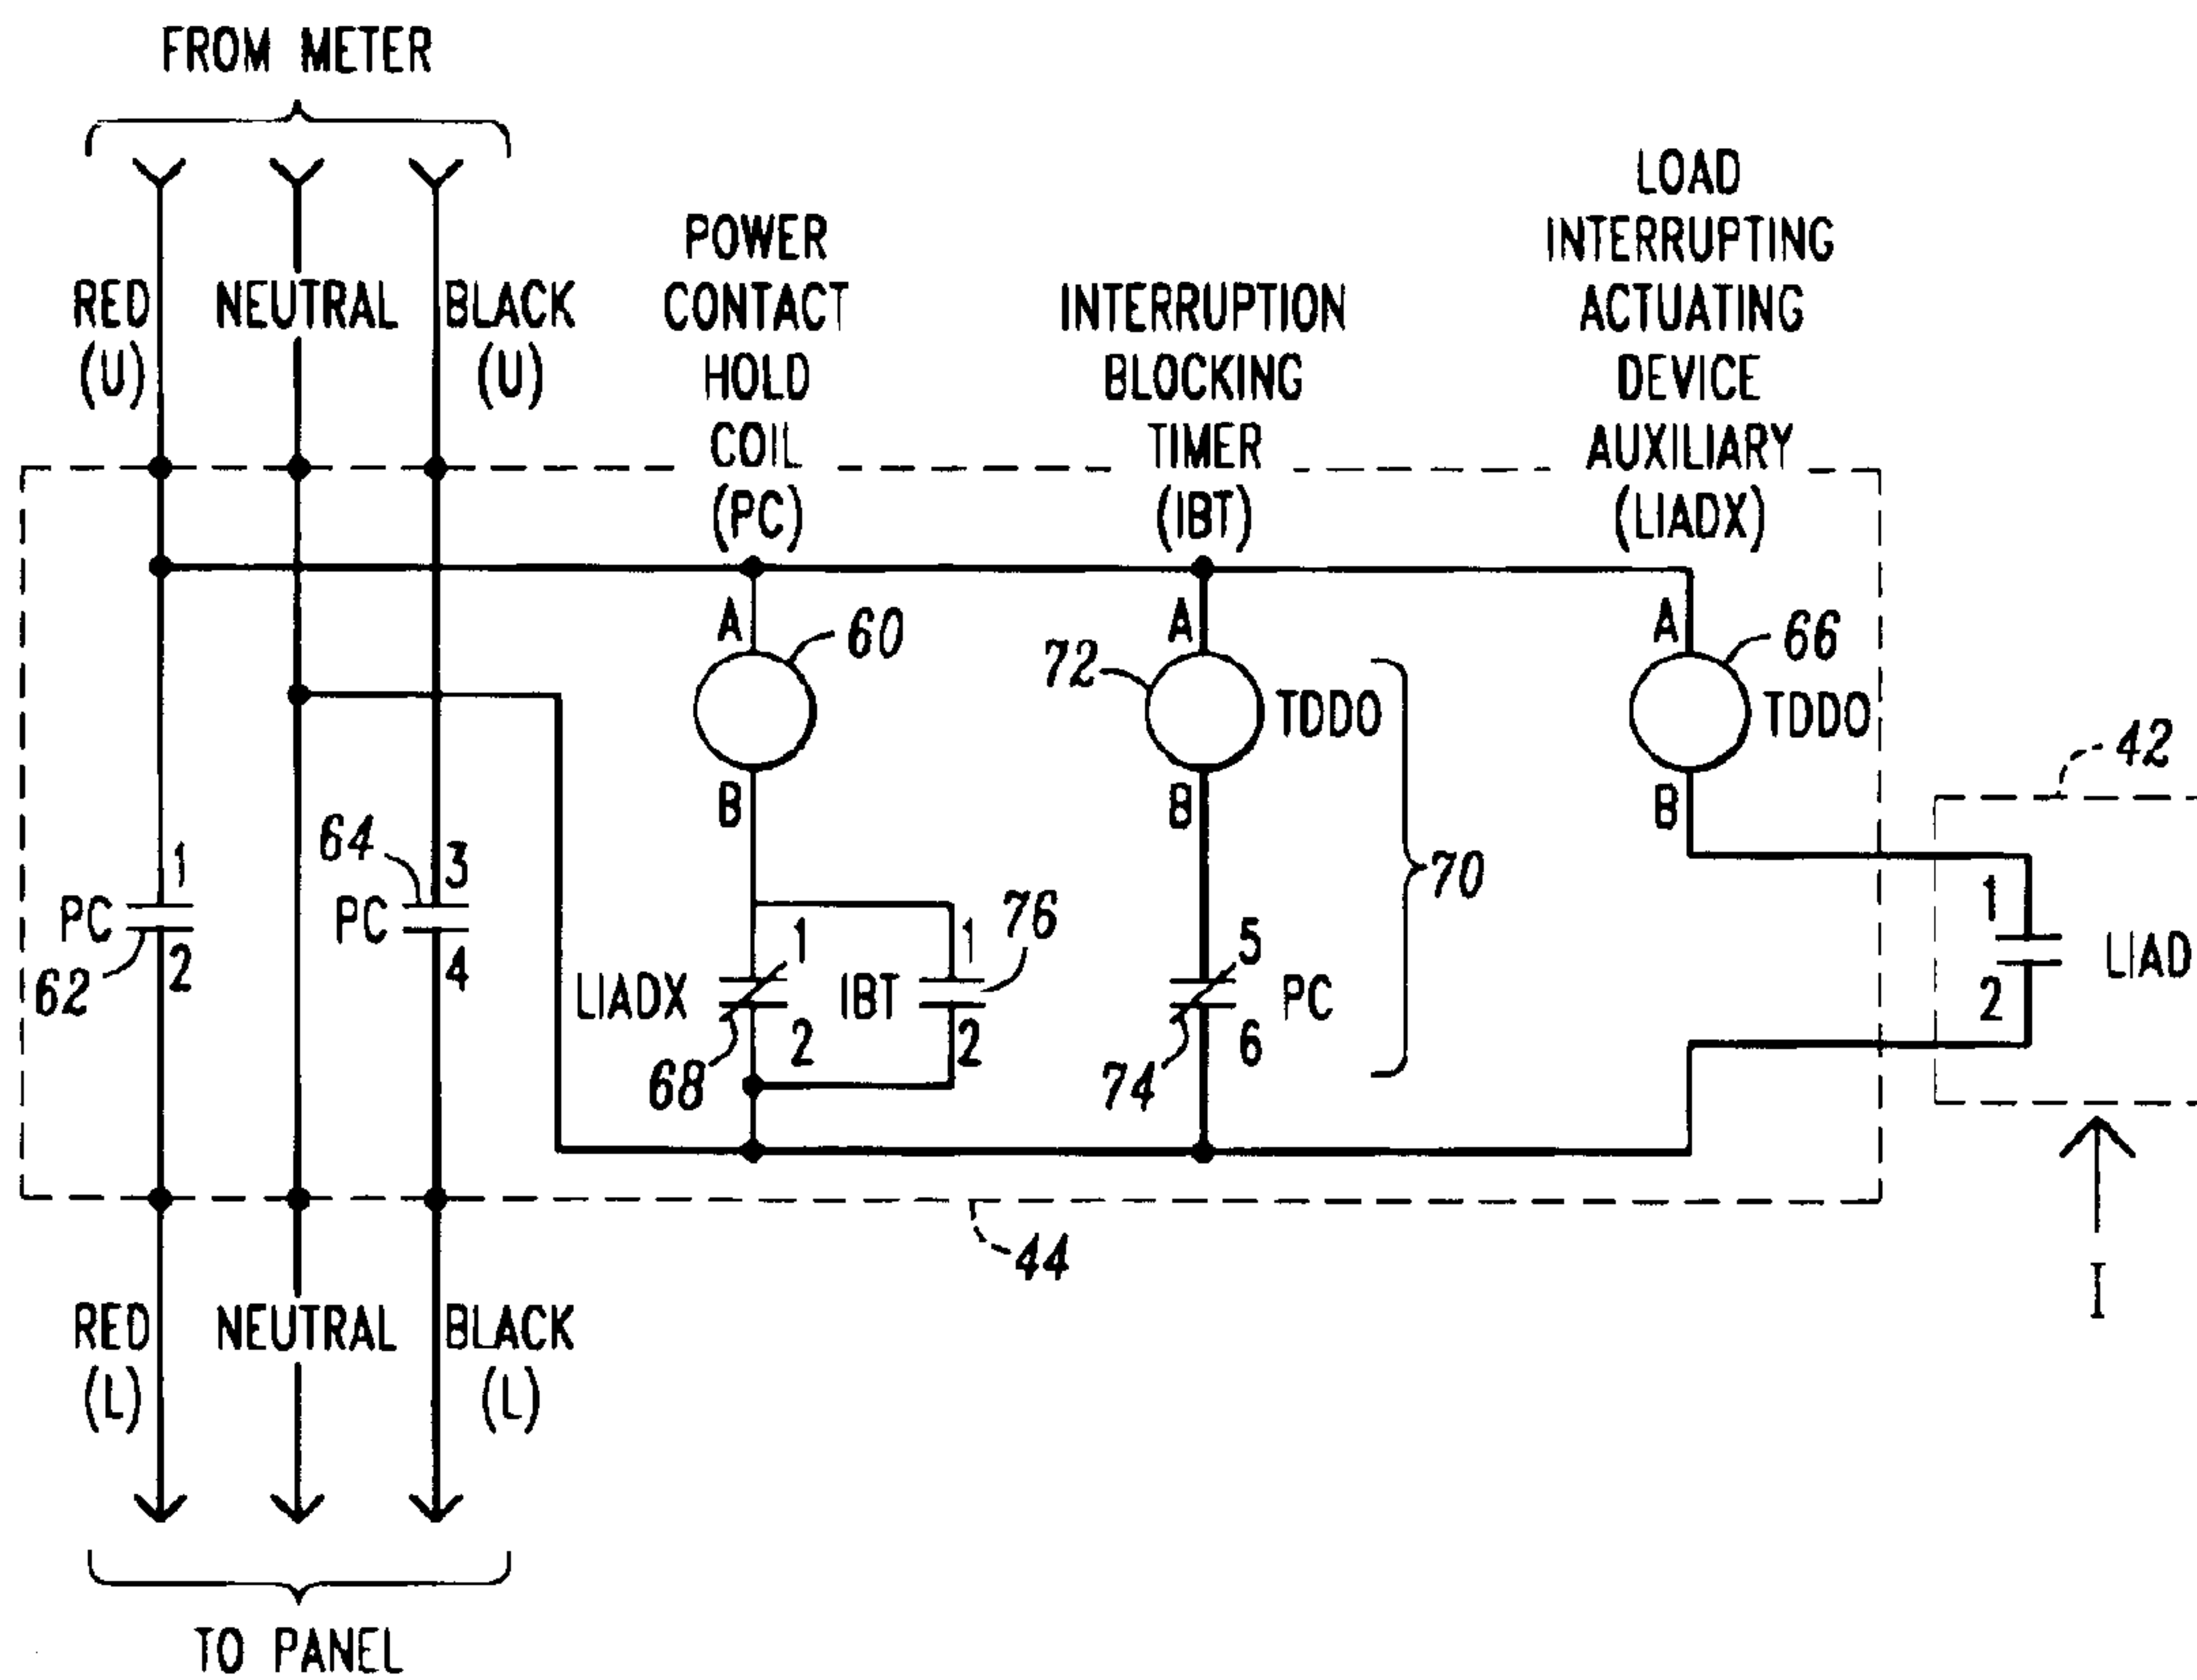 FROM METER
RED
(U)
NEUTRAL
BLACK
(U)
POWER
CONTACT
HOLD
COIL
(PC)
INTERRUPTION
BLOCKING
TIMER
(IBT)
LOAD
INTERRUPTING
ACTUATING
DEVICE
AUXILIARY
(LIADX)
A
60
B
A
72
TDDO
B
A
66
TDDO
B
42
70
1
PC
62
2
64
3
PC
4
LIADX
1
2
68
IBT
1
2
76
5
PC
6
74
1
LIAD
2
I
44
RED
(L)
NEUTRAL
BLACK
(L)
TO PANEL